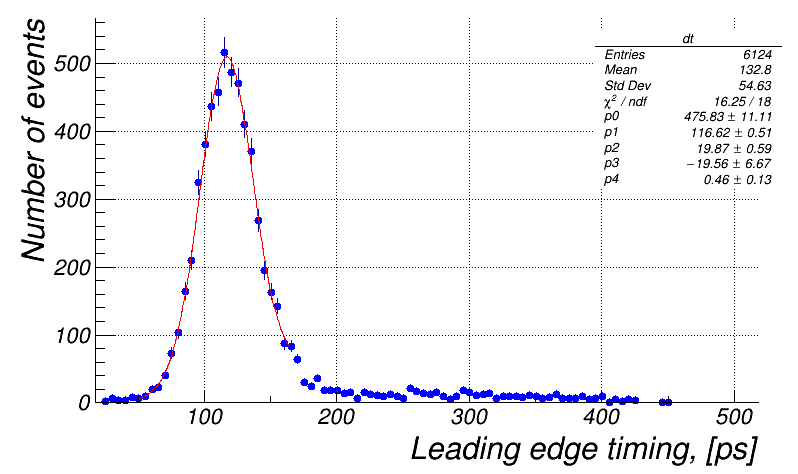 Number of events
500
400
300
200
100
0
dt
Entries 6124
Mean 132.8
Std Dev 54.63
χ² / ndf 16.25 / 18
p0 475.83 ± 11.11
p1 116.62 ± 0.51
p2 19.87 ± 0.59
p3 −19.56 ± 6.67
p4 0.46 ± 0.13
100 200 300 400 500
Leading edge timing, [ps]